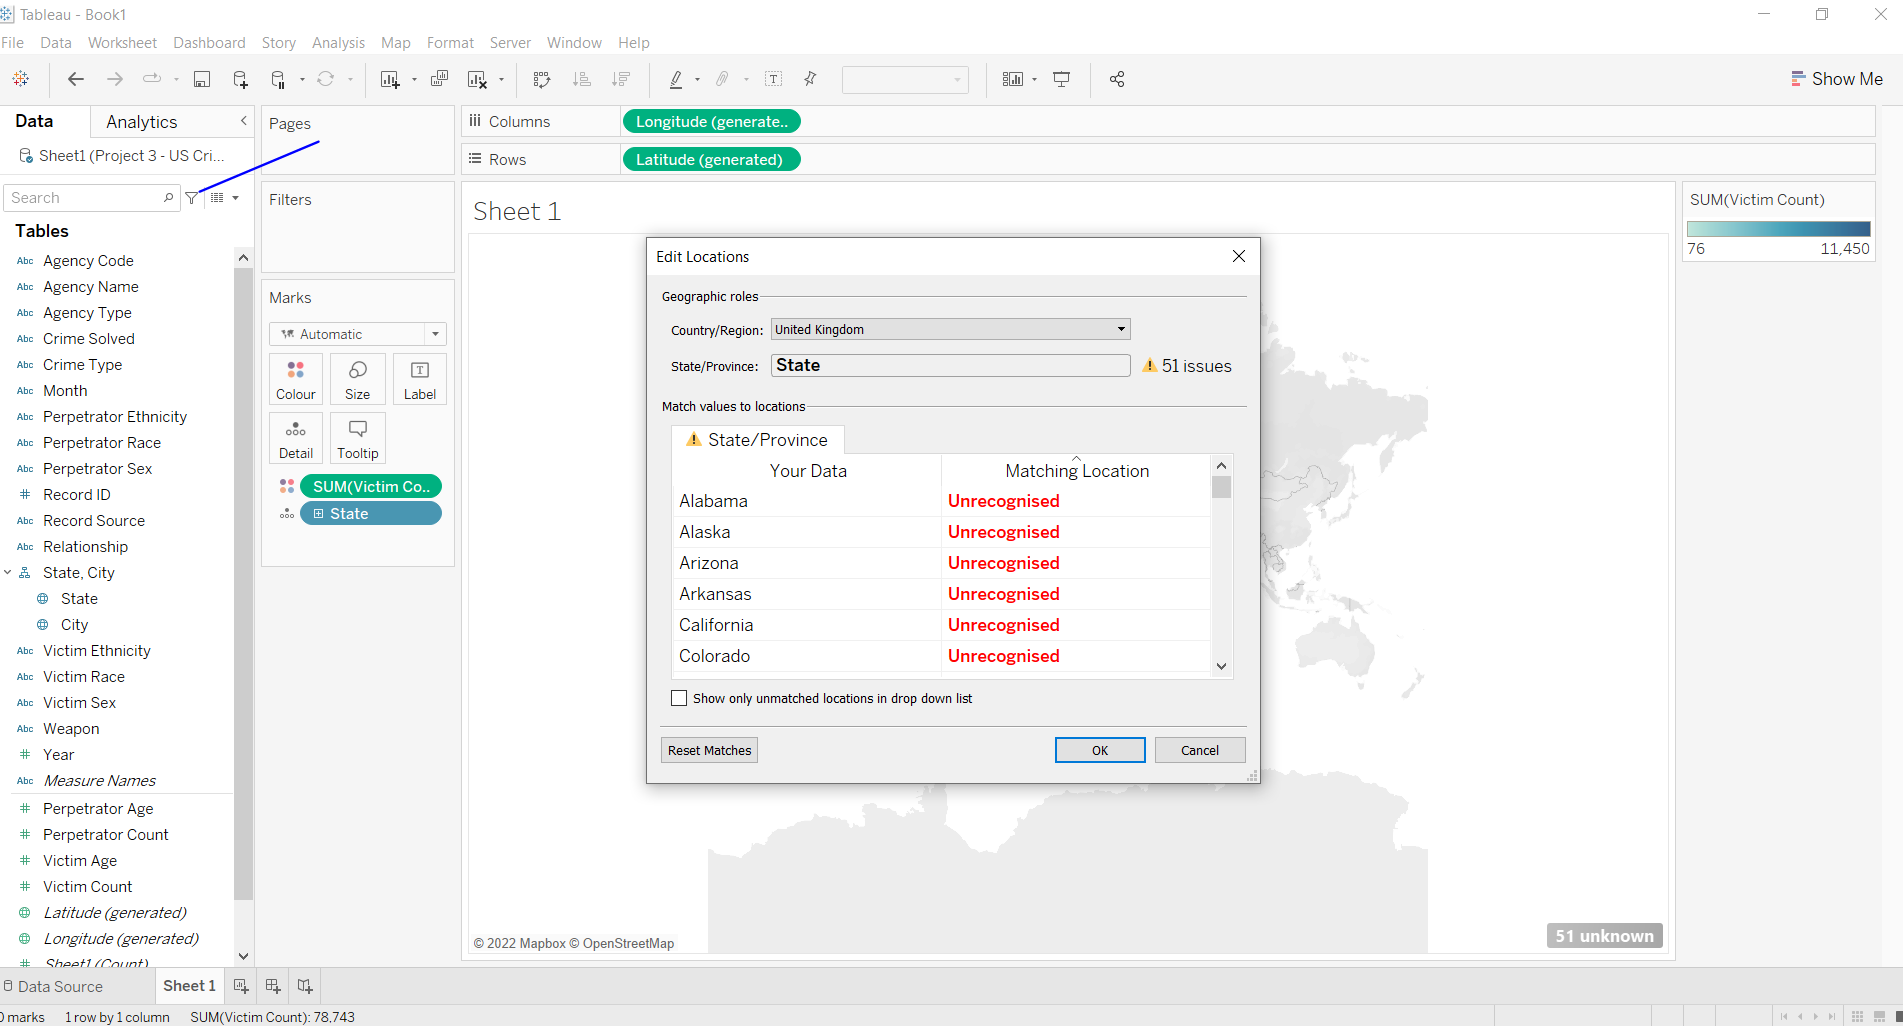 Tableau - Book1
File Data Worksheet Dashboard Story Analysis Map Format Server Window Help
Show Me
Data Analytics
Sheet1 (Project 3 - US Cri...
Search
Tables
Abc Agency Code
Abc Agency Name
Abc Agency Type
Abc Crime Solved
Abc Crime Type
Abc Month
Abc Perpetrator Ethnicity
Abc Perpetrator Race
Abc Perpetrator Sex
# Record ID
Abc Record Source
Abc Relationship
State, City
State
City
Abc Victim Ethnicity
Abc Victim Race
Abc Victim Sex
Abc Weapon
# Year
Abc Measure Names
# Perpetrator Age
# Perpetrator Count
# Victim Age
# Victim Count
Latitude (generated)
Longitude (generated)
# Sheet1 (Count)
Pages
Filters
Marks
Automatic
Colour Size Label
Detail Tooltip
SUM(Victim Co..
State
Columns Longitude (generate..
Rows Latitude (generated)
Sheet 1
Edit Locations
Geographic roles
Country/Region: United Kingdom
State/Province: State 51 issues
Match values to locations
State/Province
Your Data Matching Location
Alabama Unrecognised
Alaska Unrecognised
Arizona Unrecognised
Arkansas Unrecognised
California Unrecognised
Colorado Unrecognised
Show only unmatched locations in drop down list
Reset Matches OK Cancel
© 2022 Mapbox © OpenStreetMap
51 unknown
SUM(Victim Count)
76 11,450
Data Source Sheet 1
0 marks 1 row by 1 column SUM(Victim Count): 78,743